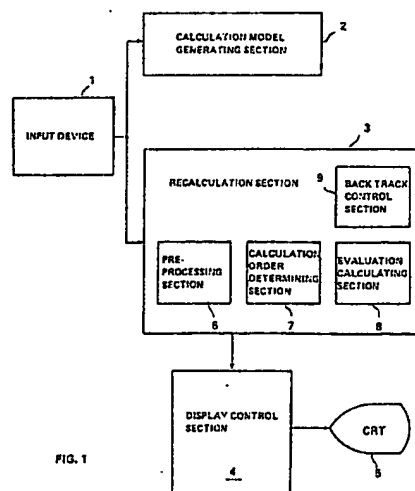 2
CALCULATION MODEL
GENERATING SECTION
1
INPUT DEVICE
3
RECALCULATION SECTION
9
BACK TRACK
CONTROL
SECTION
PRE-
PROCESSING
SECTION
CALCULATION
ORDER
DETERMINING
SECTION
EVALUATION
CALCULATING
SECTION
6
7
8
DISPLAY CONTROL
SECTION
4
CRT
5
FIG. 1